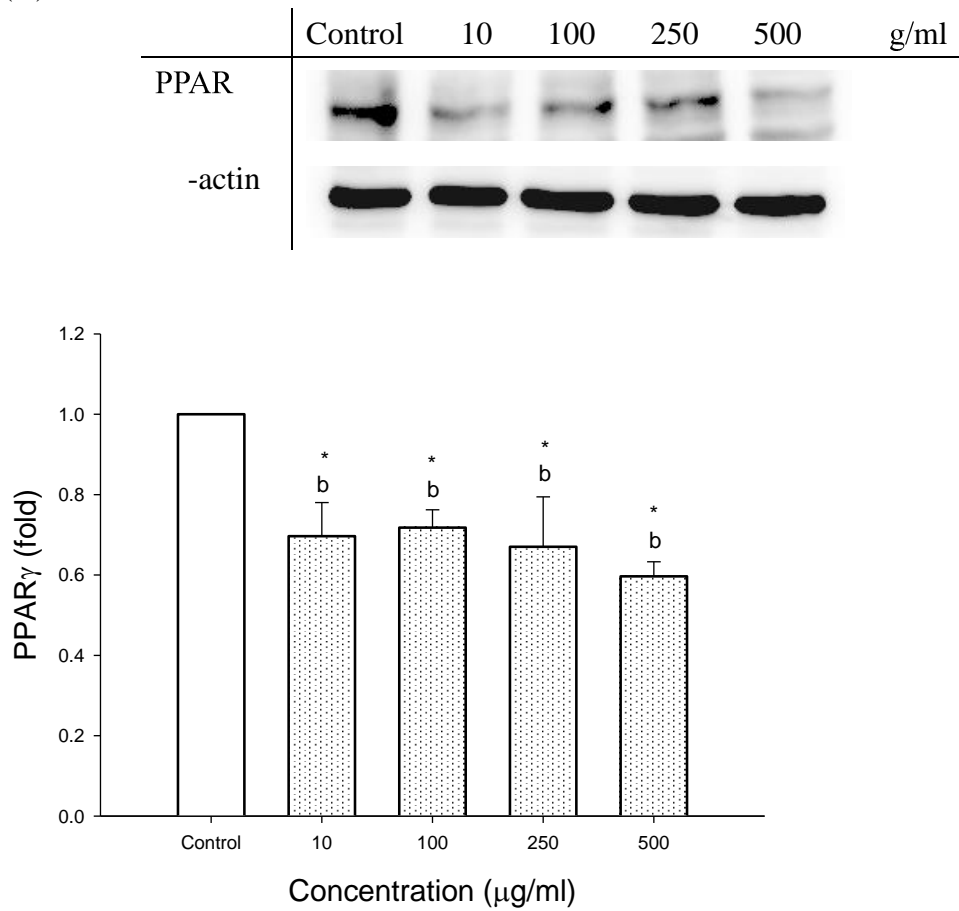 Control 10 100 250 500 g/ml
PPAR
-actin
1.2
1.0
0.8
0.6
0.4
0.2
0.0
PPARγ (fold)
*
b
*
b
*
b
*
b
Control 10 100 250 500
Concentration (μg/ml)